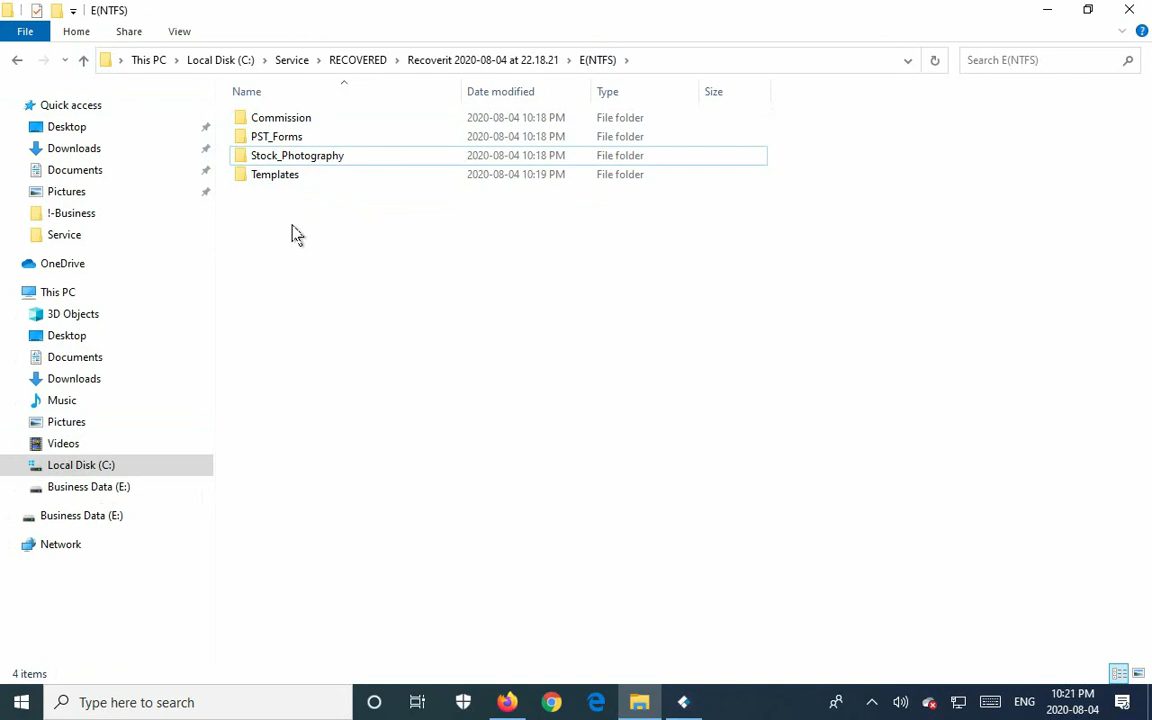 E(NTFS)
File Home Share View
This PC Local Disk (C:) Service RECOVERED Recoverit 2020-08-04 at 22.18.21 E(NTFS) Search E(NTFS)
Name Date modified Type Size
Quick access
Desktop
Downloads
Documents
Pictures
!-Business
Service
OneDrive
This PC
3D Objects
Desktop
Documents
Downloads
Music
Pictures
Videos
Local Disk (C:)
Business Data (E:)
Business Data (E:)
Network
Commission 2020-08-04 10:18 PM File folder
PST_Forms 2020-08-04 10:18 PM File folder
Stock_Photography 2020-08-04 10:18 PM File folder
Templates 2020-08-04 10:19 PM File folder
4 items
Type here to search
ENG
10:21 PM
2020-08-04